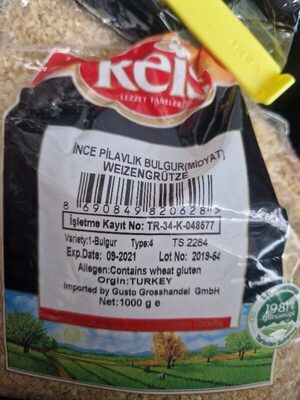 Reis
LEZZET TANELERİ
İNCE PİLAVLIK BULGUR(MİDYAT)
WEIZENGRÜTZE
8 690849 820628 >
İşletme Kayıt No: TR-34-K-048677
Variety:1-Bulgur Type:4 TS 2284
Exp.Date: 09-2021 Lot No: 2019-54
Allegen:Contains wheat gluten
Orgin:TURKEY
Imported by Gusto Grosshandel GmbH
Net:1000 g e
1981